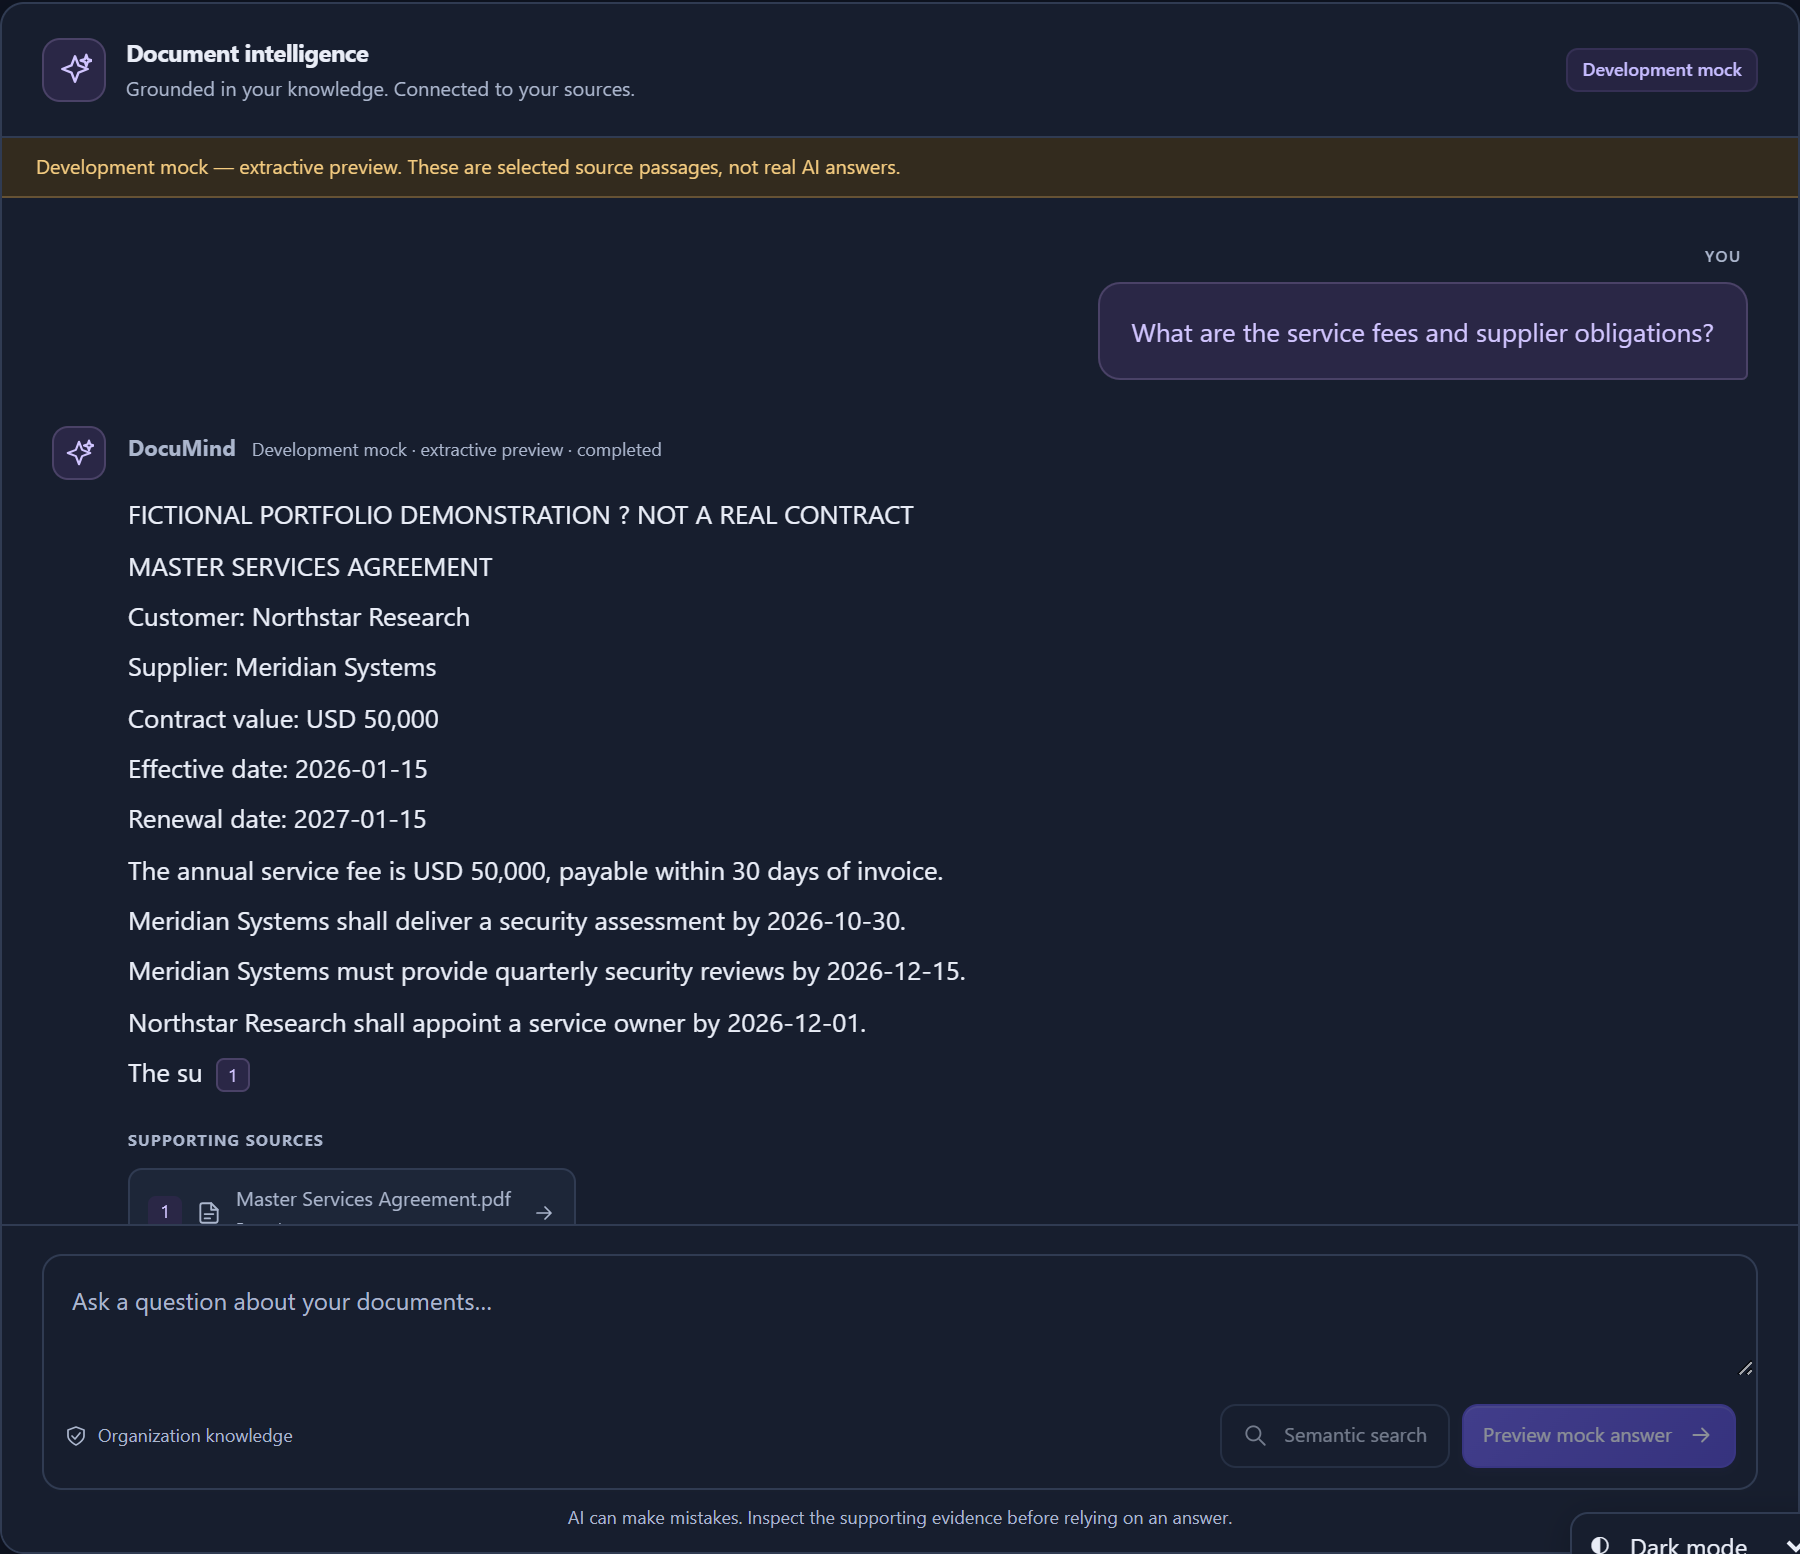 Document intelligence
Grounded in your knowledge. Connected to your sources.
Development mock
Development mock — extractive preview. These are selected source passages, not real AI answers.
YOU
What are the service fees and supplier obligations?
DocuMind Development mock · extractive preview · completed
FICTIONAL PORTFOLIO DEMONSTRATION ? NOT A REAL CONTRACT
MASTER SERVICES AGREEMENT
Customer: Northstar Research
Supplier: Meridian Systems
Contract value: USD 50,000
Effective date: 2026-01-15
Renewal date: 2027-01-15
The annual service fee is USD 50,000, payable within 30 days of invoice.
Meridian Systems shall deliver a security assessment by 2026-10-30.
Meridian Systems must provide quarterly security reviews by 2026-12-15.
Northstar Research shall appoint a service owner by 2026-12-01.
The su 1
SUPPORTING SOURCES
1 Master Services Agreement.pdf
Ask a question about your documents...
Organization knowledge
Semantic search
Preview mock answer
AI can make mistakes. Inspect the supporting evidence before relying on an answer.
Dark mode